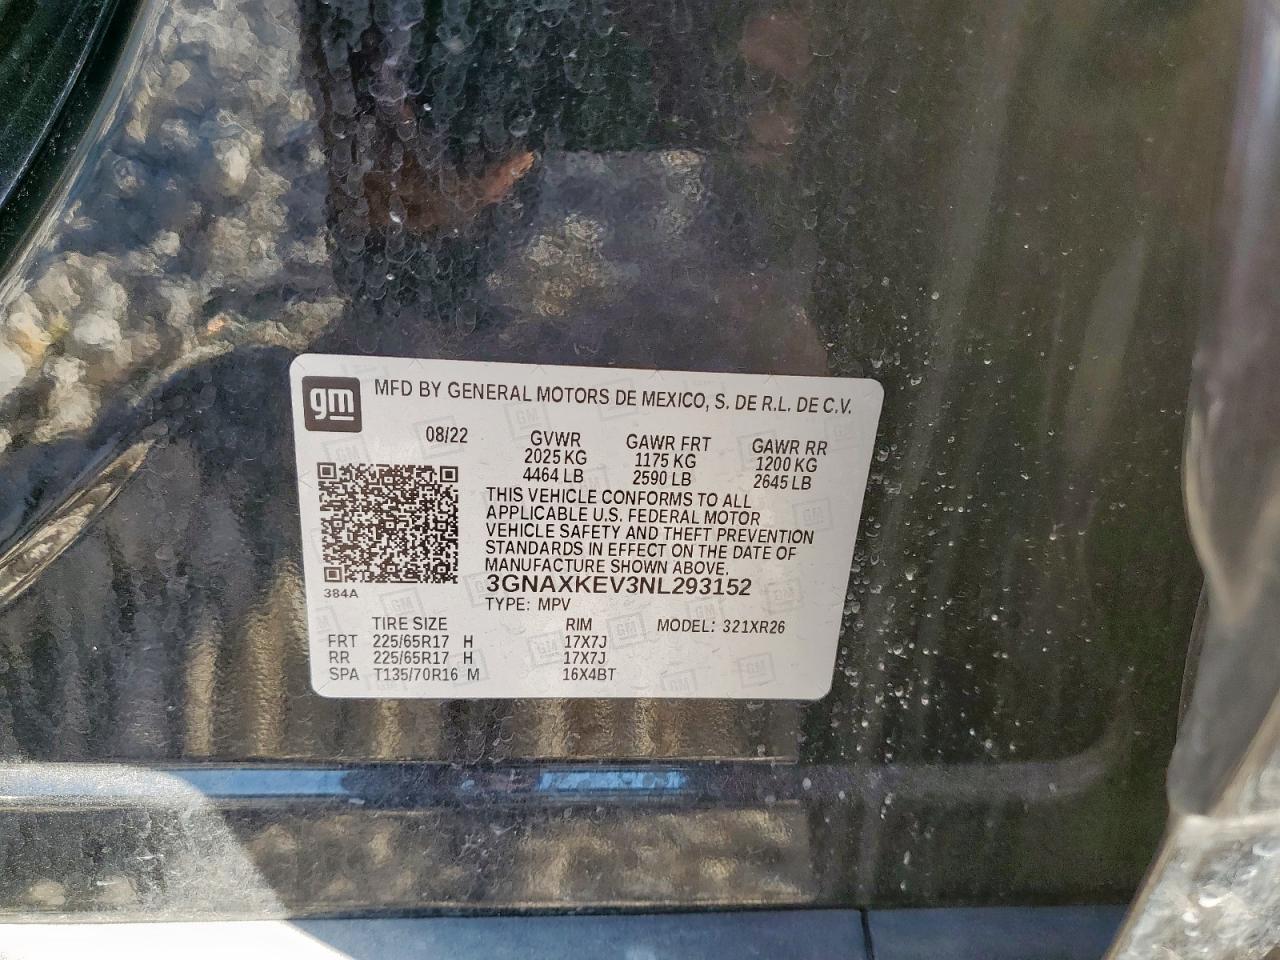 gm
MFD BY GENERAL MOTORS DE MEXICO, S. DE R.L. DE C.V.
08/22 GVWR GAWR FRT GAWR RR
2025 KG 1175 KG 1200 KG
4464 LB 2590 LB 2645 LB
THIS VEHICLE CONFORMS TO ALL
APPLICABLE U.S. FEDERAL MOTOR
VEHICLE SAFETY AND THEFT PREVENTION
STANDARDS IN EFFECT ON THE DATE OF
MANUFACTURE SHOWN ABOVE.
3GNAXKEV3NL293152
384A
TYPE: MPV
TIRE SIZE RIM MODEL: 321XR26
FRT 225/65R17 H 17X7J
RR 225/65R17 H 17X7J
SPA T135/70R16 M 16X4BT